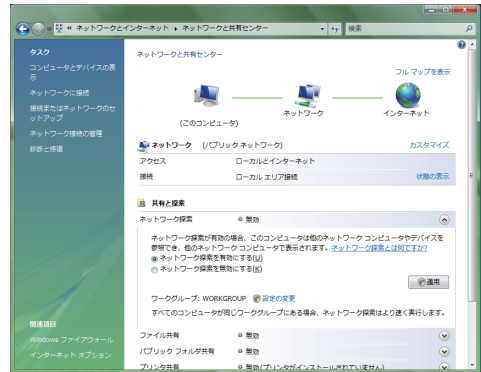 ネットワークとインターネット ▸ ネットワークと共有センター
検索
タスク
コンピュータとデバイスの表
示
ネットワークに接続
接続またはネットワークのセ
ットアップ
ネットワーク接続の管理
診断と修復
関連項目
Windows ファイアウォール
インターネット オプション
ネットワークと共有センター
フル マップを表示
(このコンピュータ)
ネットワーク
インターネット
ネットワーク (パブリック ネットワーク)
カスタマイズ
アクセス
ローカルとインターネット
接続
ローカル エリア接続
状態の表示
共有と探索
ネットワーク探索
無効
ネットワーク探索が有効の場合、このコンピュータは他のネットワーク コンピュータやデバイスを
参照でき、他のネットワーク コンピュータで表示されます。ネットワーク探索とは何ですか?
ネットワーク探索を有効にする(U)
ネットワーク探索を無効にする(K)
適用
ワークグループ: WORKGROUP 設定の変更
すべてのコンピュータが同じワークグループにある場合、ネットワーク探索はより速く実行します。
ファイル共有
無効
パブリック フォルダ共有
無効
プリンタ共有
無効 (プリンタがインストールされていません)